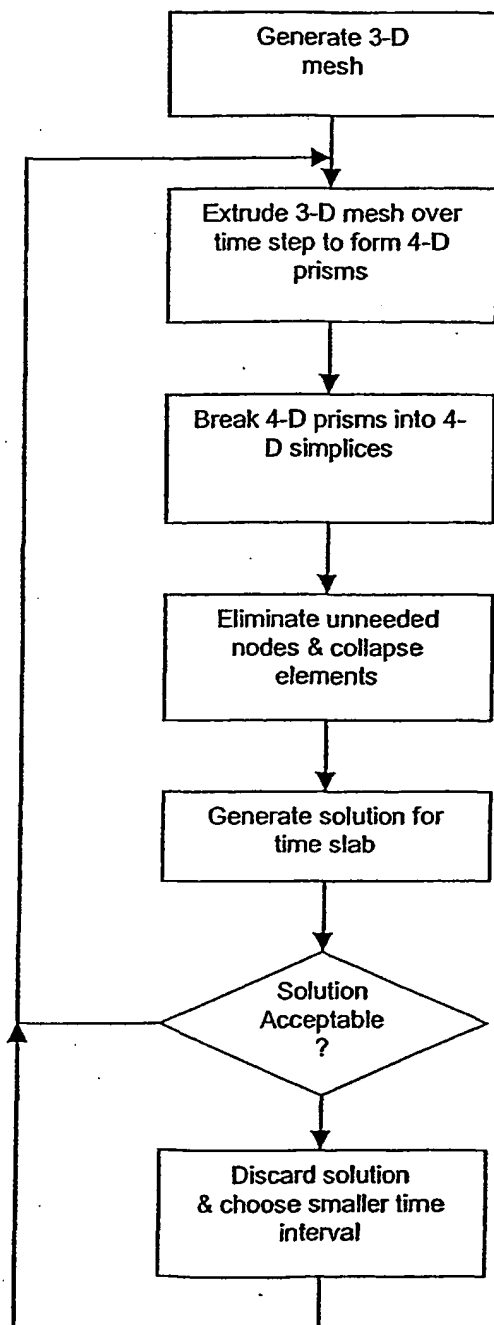 Generate 3-D
mesh
Extrude 3-D mesh over
time step to form 4-D
prisms
Break 4-D prisms into 4-
D simplices
Eliminate unneeded
nodes & collapse
elements
Generate solution for
time slab
Solution
Acceptable
?
Discard solution
& choose smaller time
interval